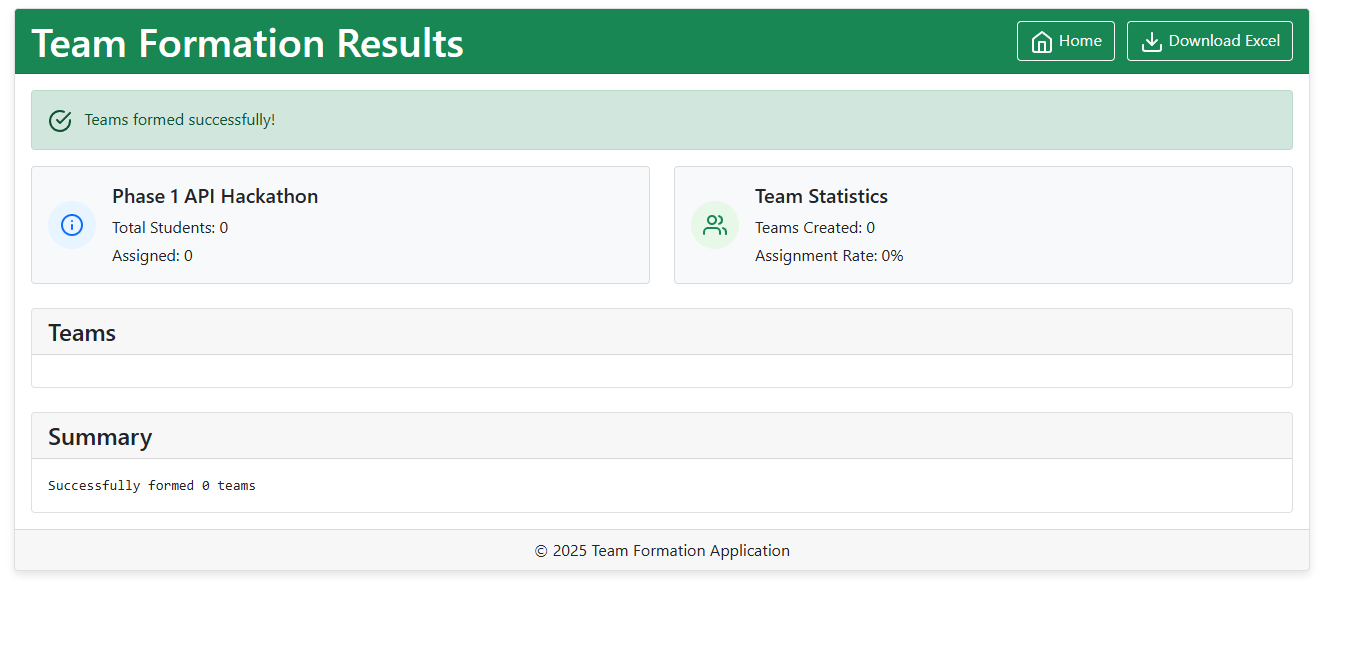 Team Formation Results
Home
Download Excel
Teams formed successfully!
Phase 1 API Hackathon
Total Students: 0
Assigned: 0
Team Statistics
Teams Created: 0
Assignment Rate: 0%
Teams
Summary
Successfully formed 0 teams
© 2025 Team Formation Application